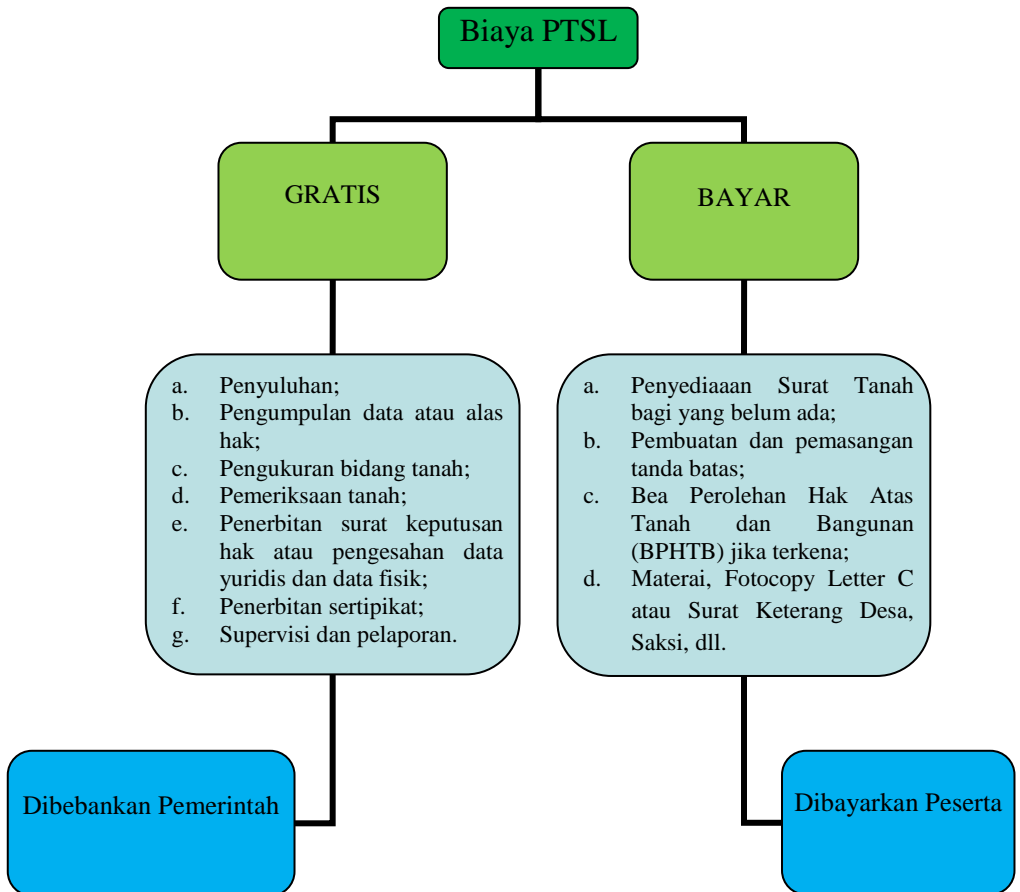 Biaya PTSL
GRATIS
BAYAR
a. Penyuluhan;
b. Pengumpulan data atau alas
hak;
c. Pengukuran bidang tanah;
d. Pemeriksaan tanah;
e. Penerbitan surat keputusan
hak atau pengesahan data
yuridis dan data fisik;
f. Penerbitan sertipikat;
g. Supervisi dan pelaporan.
a. Penyediaaan Surat Tanah
bagi yang belum ada;
b. Pembuatan dan pemasangan
tanda batas;
c. Bea Perolehan Hak Atas
Tanah dan Bangunan
(BPHTB) jika terkena;
d. Materai, Fotocopy Letter C
atau Surat Keterang Desa,
Saksi, dll.
Dibebankan Pemerintah
Dibayarkan Peserta